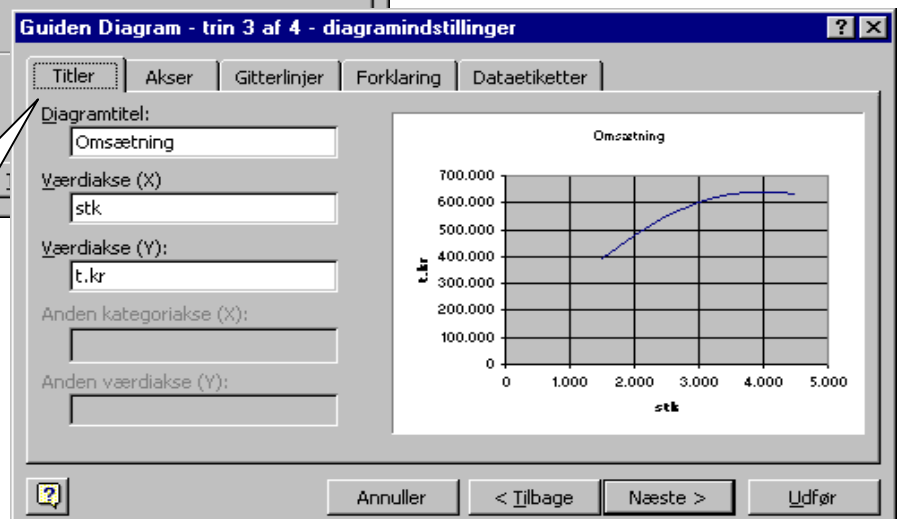 Guiden Diagram - trin 3 af 4 - diagramindstillinger
Titler Akser Gitterlinjer Forklaring Dataetiketter
Diagramtitel:
Omsætning
Værdiakse (X)
stk
Værdiakse (Y):
t.kr
Anden kategoriakse (X):
Anden værdiakse (Y):
Omsætning
700.000
600.000
500.000
400.000
300.000
200.000
100.000
0
t.kr
0 1.000 2.000 3.000 4.000 5.000
stk
Annuller < Tilbage Næste > Udfør